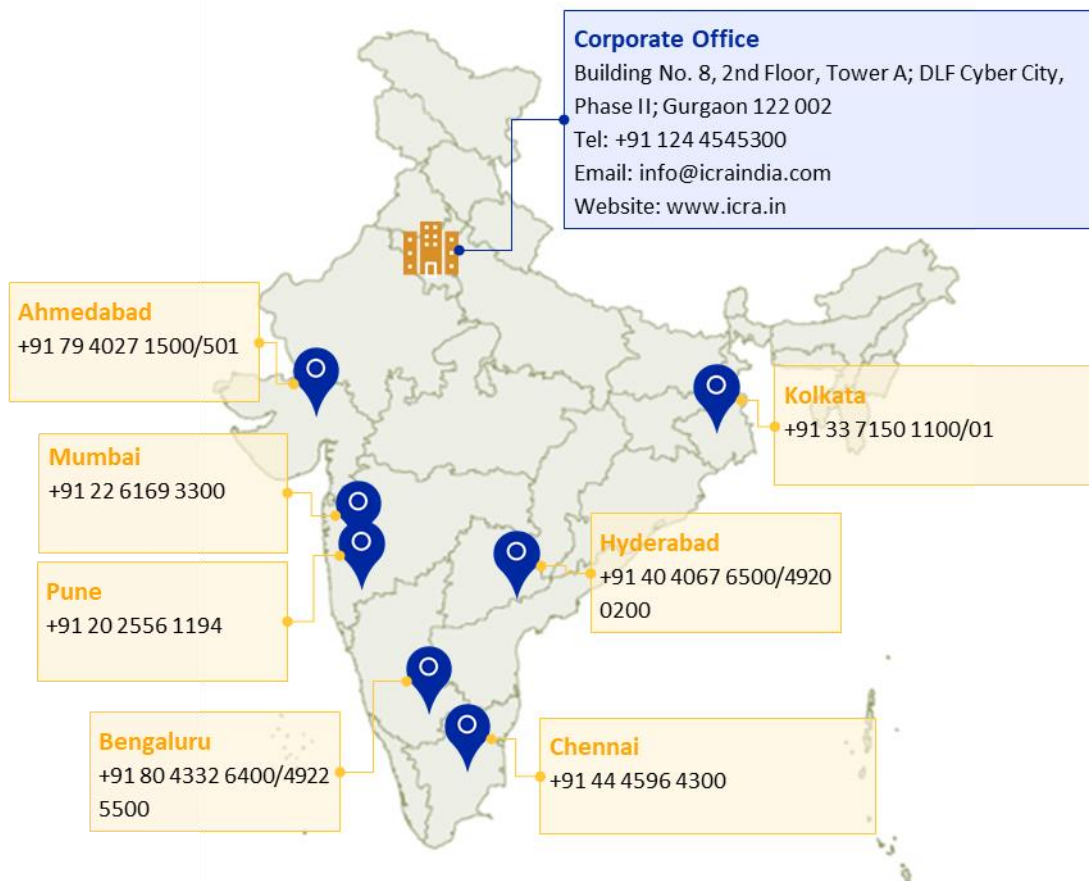 Corporate Office
Building No. 8, 2nd Floor, Tower A; DLF Cyber City,
Phase II; Gurgaon 122 002
Tel: +91 124 4545300
Email: info@icraindia.com
Website: www.icra.in
Ahmedabad
+91 79 4027 1500/501
Kolkata
+91 33 7150 1100/01
Mumbai
+91 22 6169 3300
Hyderabad
+91 40 4067 6500/4920
0200
Pune
+91 20 2556 1194
Bengaluru
+91 80 4332 6400/4922
5500
Chennai
+91 44 4596 4300